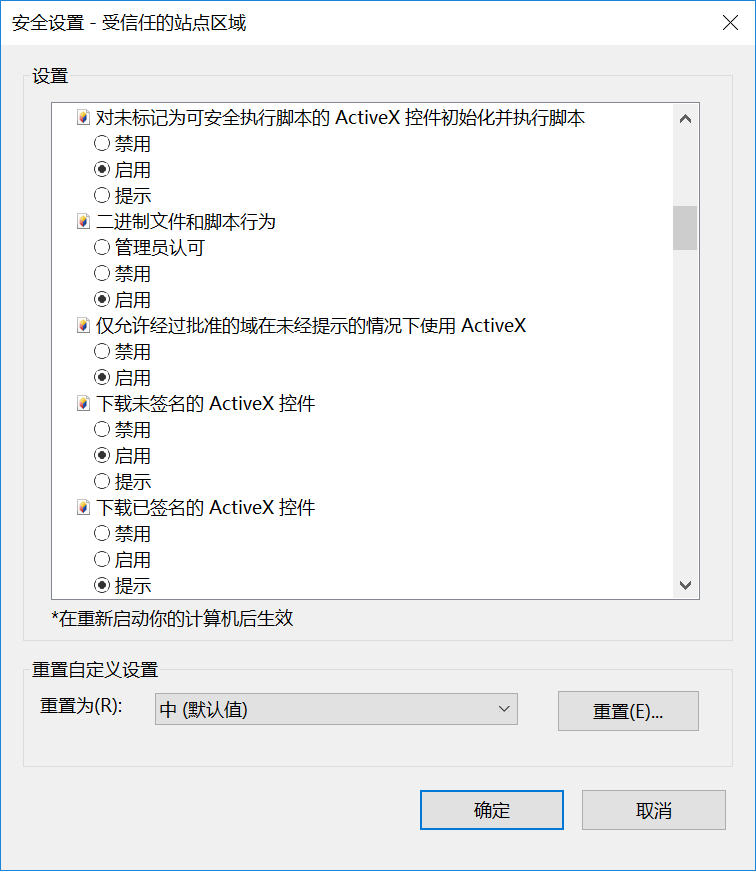 安全设置 - 受信任的站点区域
设置
对未标记为可安全执行脚本的 ActiveX 控件初始化并执行脚本
禁用
启用
提示
二进制文件和脚本行为
管理员认可
禁用
启用
仅允许经过批准的域在未经提示的情况下使用 ActiveX
禁用
启用
下载未签名的 ActiveX 控件
禁用
启用
提示
下载已签名的 ActiveX 控件
禁用
启用
提示
*在重新启动你的计算机后生效
重置自定义设置
重置为(R): 中 (默认值) 重置(E)...
确定 取消